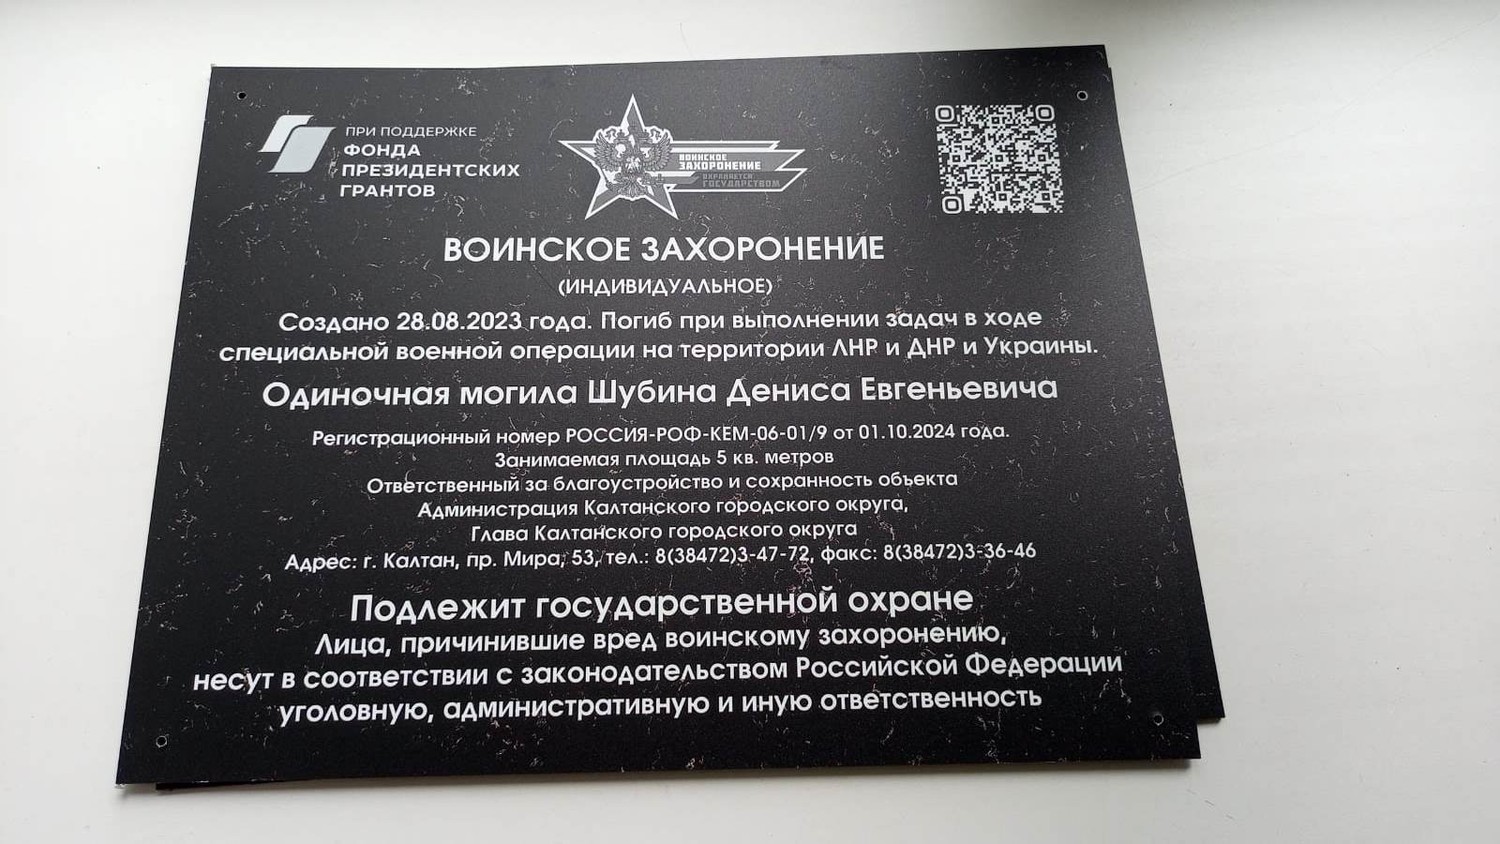 ПРИ ПОДДЕРЖКЕ
ФОНДА
ПРЕЗИДЕНТСКИХ
ГРАНТОВ
ВОИНСКОЕ
ЗАХОРОНЕНИЕ
ОХРАНЯЕТСЯ
ГОСУДАРСТВОМ
ВОИНСКОЕ ЗАХОРОНЕНИЕ
(ИНДИВИДУАЛЬНОЕ)
Создано 28.08.2023 года. Погиб при выполнении задач в ходе
специальной военной операции на территории ЛНР и ДНР и Украины.
Одиночная могила Шубина Дениса Евгеньевича
Регистрационный номер РОССИЯ-РОФ-КЕМ-06-01/9 от 01.10.2024 года.
Занимаемая площадь 5 кв. метров
Ответственный за благоустройство и сохранность объекта
Администрация Калтанского городского округа,
Глава Калтанского городского округа
Адрес: г. Калтан, пр. Мира, 53, тел.: 8(38472)3-47-72, факс: 8(38472)3-36-46
Подлежит государственной охране
Лица, причинившие вред воинскому захоронению,
несут в соответствии с законодательством Российской Федерации
уголовную, административную и иную ответственность